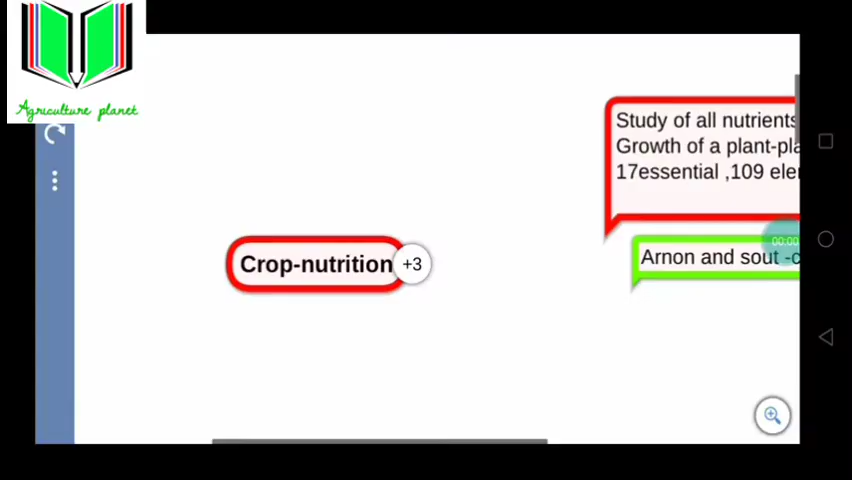 Agriculture planet
Study of all nutrients
Growth of a plant-pla
17essential ,109 ele
00:00
Arnon and sout -c
Crop-nutrition
+3